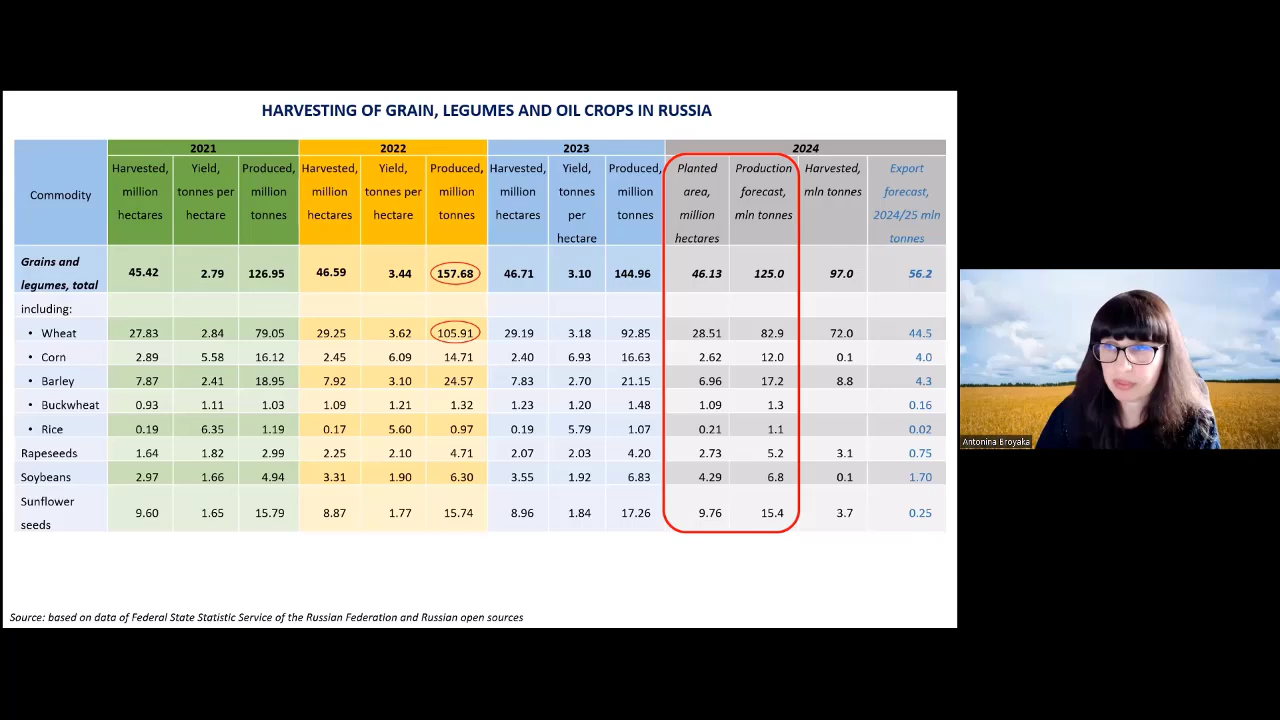 HARVESTING OF GRAIN, LEGUMES AND OIL CROPS IN RUSSIA
2021 2022 2023 2024
Commodity
Harvested, million hectares
Yield, tonnes per hectare
Produced, million tonnes
Harvested, million hectares
Yield, tonnes per hectare
Produced, million tonnes
Harvested, million hectares
Yield, tonnes per hectare
Produced, million tonnes
Planted area, million hectares
Production forecast, mln tonnes
Harvested, mln tonnes
Export forecast, 2024/25 mln tonnes
Grains and legumes, total 45.42 2.79 126.95 46.59 3.44 157.68 46.71 3.10 144.96 46.13 125.0 97.0 56.2
including:
• Wheat 27.83 2.84 79.05 29.25 3.62 105.91 29.19 3.18 92.85 28.51 82.9 72.0 44.5
• Corn 2.89 5.58 16.12 2.45 6.09 14.71 2.40 6.93 16.63 2.62 12.0 0.1 4.0
• Barley 7.87 2.41 18.95 7.92 3.10 24.57 7.83 2.70 21.15 6.96 17.2 8.8 4.3
• Buckwheat 0.93 1.11 1.03 1.09 1.21 1.32 1.23 1.20 1.48 1.09 1.3 0.16
• Rice 0.19 6.35 1.19 0.17 5.60 0.97 0.19 5.79 1.07 0.21 1.1 0.02
Rapeseeds 1.64 1.82 2.99 2.25 2.10 4.71 2.07 2.03 4.20 2.73 5.2 3.1 0.75
Soybeans 2.97 1.66 4.94 3.31 1.90 6.30 3.55 1.92 6.83 4.29 6.8 0.1 1.70
Sunflower seeds 9.60 1.65 15.79 8.87 1.77 15.74 8.96 1.84 17.26 9.76 15.4 3.7 0.25
Source: based on data of Federal State Statistic Service of the Russian Federation and Russian open sources
Antonina Broyaka